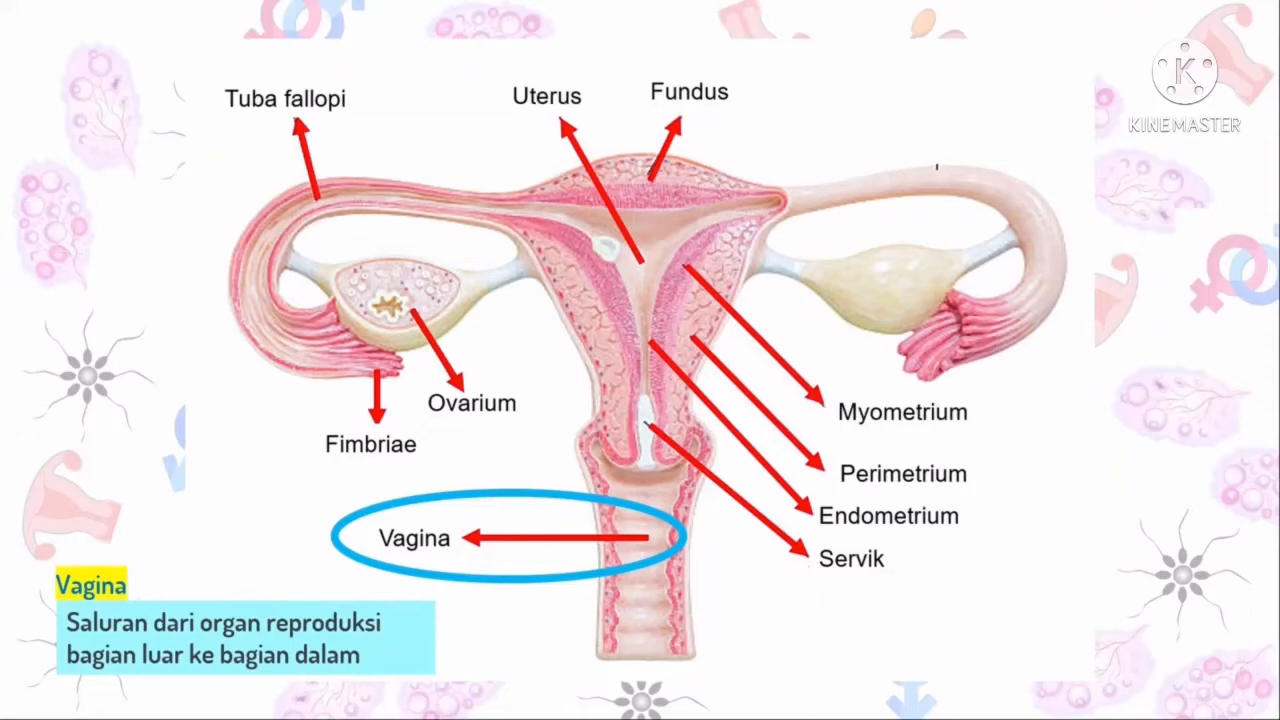 Tuba fallopi
Uterus
Fundus
K
KINEMASTER
Ovarium
Fimbriae
Myometrium
Perimetrium
Endometrium
Servik
Vagina
Vagina
Saluran dari organ reproduksi
bagian luar ke bagian dalam